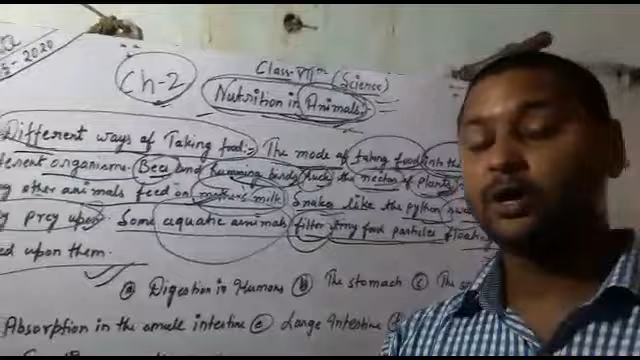 -2020
Ch-2
Class-VIIth (Science)
Nutrition in Animals
Different ways of Taking food:- The mode of taking food into the
organisms. Bees and humming birds suck the nectar of plants
other animals feed on mother's milk Snake like the python
prey upon. Some aquatic animals filter tiny food particles floating
upon them.
(a) Digestion in Humans (b) The stomach (c) The
Absorption in the small intestine (e) Large Intestine